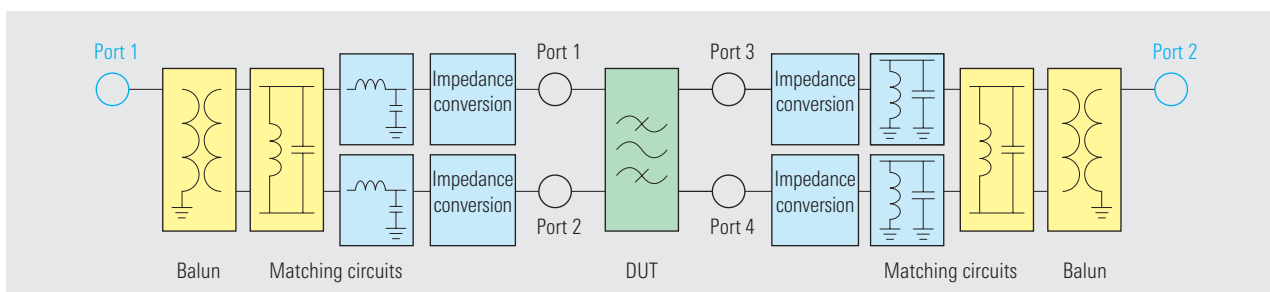 Port 1
Port 1
Port 3
Port 2
Impedance
conversion
Impedance
conversion
Impedance
conversion
Impedance
conversion
Port 2
Port 4
Balun
Matching circuits
DUT
Matching circuits
Balun